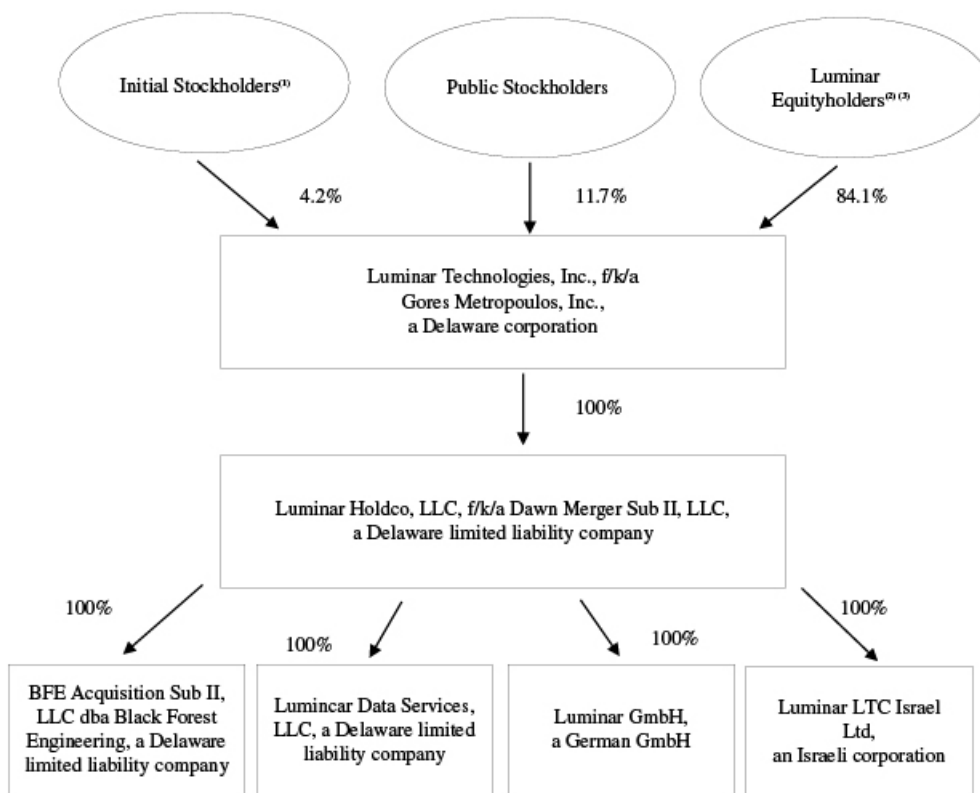 Initial Stockholders(1)
Public Stockholders
Luminar
Equityholders(2) (3)
4.2%
11.7%
84.1%
Luminar Technologies, Inc., f/k/a
Gores Metropoulos, Inc.,
a Delaware corporation
100%
Luminar Holdco, LLC, f/k/a Dawn Merger Sub II, LLC,
a Delaware limited liability company
100%
100%
100%
100%
BFE Acquisition Sub II,
LLC dba Black Forest
Engineering, a Delaware
limited liability company
Lumincar Data Services,
LLC, a Delaware limited
liability company
Luminar GmbH,
a German GmbH
Luminar LTC Israel
Ltd,
an Israeli corporation